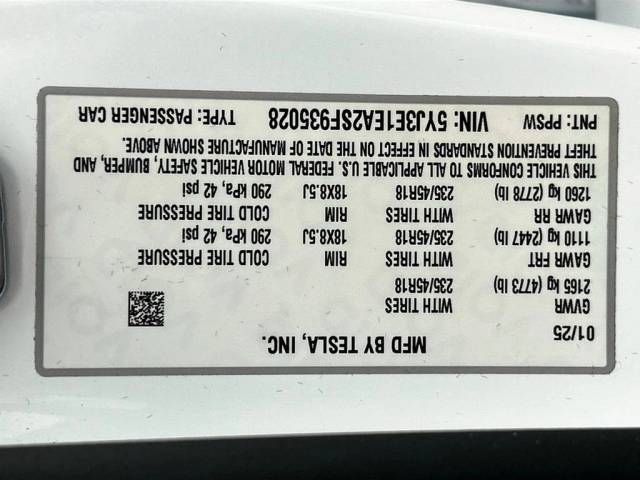 MFD BY TESLA, INC.
01/25
GVWR WITH TIRES
2165 kg (4773 lb) 235/45R18
GAWR FRT WITH TIRES RIM COLD TIRE PRESSURE
1110 kg (2447 lb) 235/45R18 18X8.5J 290 kPa, 42 psi
GAWR RR WITH TIRES RIM COLD TIRE PRESSURE
1260 kg (2778 lb) 235/45R18 18X8.5J 290 kPa, 42 psi
THIS VEHICLE CONFORMS TO ALL APPLICABLE U.S. FEDERAL MOTOR VEHICLE SAFETY, BUMPER, AND,
THEFT PREVENTION STANDARDS IN EFFECT ON THE DATE OF MANUFACTURE SHOWN ABOVE.
PNT: PPSW VIN: 5YJ3E1EA2SF935028 TYPE: PASSENGER CAR